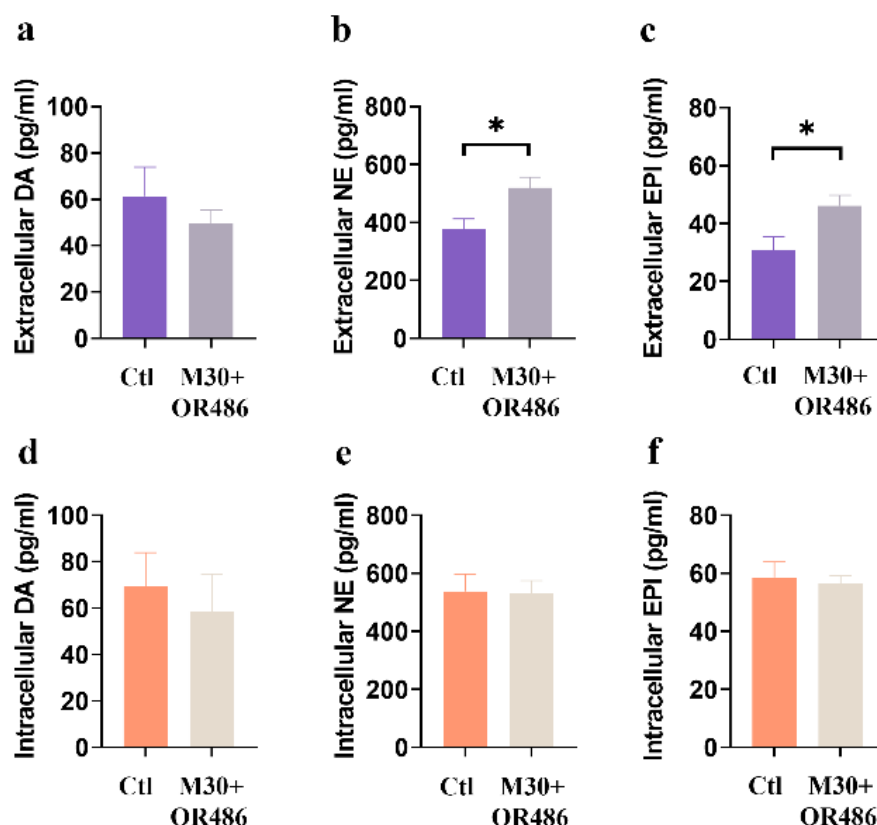 a
Extracellular DA (pg/ml)
100
80
60
40
20
0
Ctl
M30+
OR486
b
Extracellular NE (pg/ml)
800
600
400
200
0
*
Ctl
M30+
OR486
c
Extracellular EPI (pg/ml)
80
60
40
20
0
*
Ctl
M30+
OR486
d
Intracellular DA (pg/ml)
100
80
60
40
20
0
Ctl
M30+
OR486
e
Intracellular NE (pg/ml)
800
600
400
200
0
Ctl
M30+
OR486
f
Intracellular EPI (pg/ml)
80
60
40
20
0
Ctl
M30+
OR486